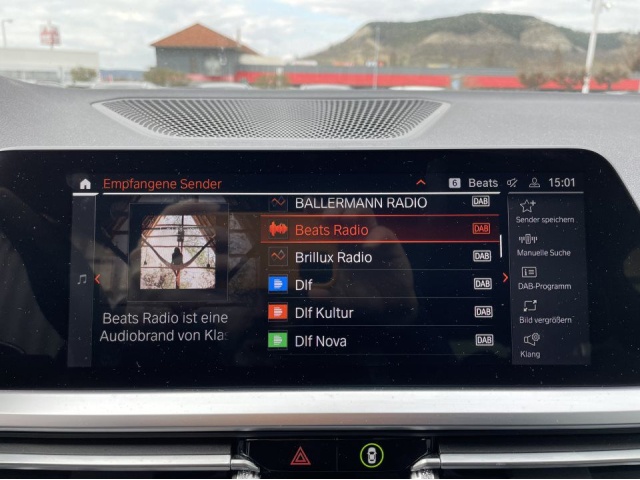 Empfangene Sender
6 Beats 15:01
BALLERMANN RADIO DAB
Beats Radio DAB
Brillux Radio DAB
Dlf DAB
Dlf Kultur DAB
Dlf Nova DAB
Beats Radio ist eine
Audiobrand von Klas
Sender speichern
Manuelle Suche
DAB-Programm
Bild vergrößern
Klang